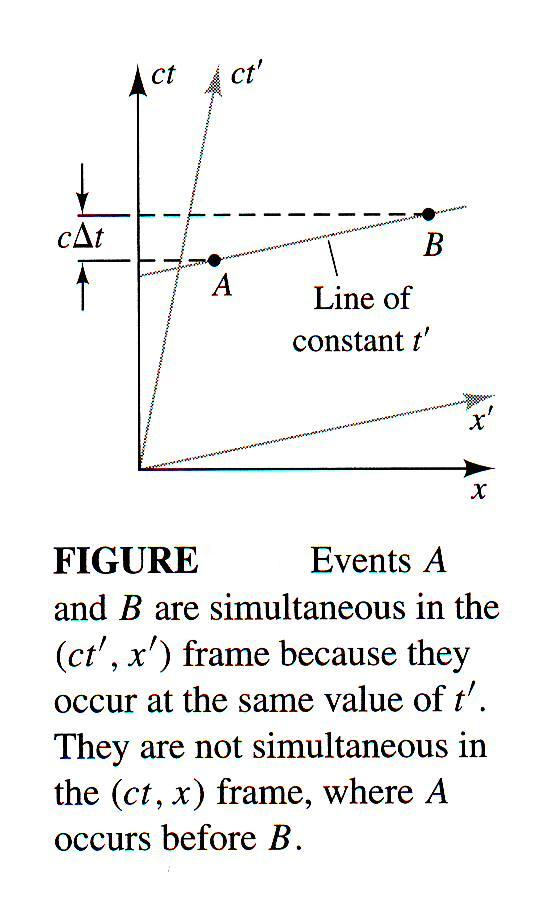 ct ct′
cΔt
B
A
Line of
constant t′
x′
x
FIGURE Events A
and B are simultaneous in the
(ct′, x′) frame because they
occur at the same value of t′.
They are not simultaneous in
the (ct, x) frame, where A
occurs before B.